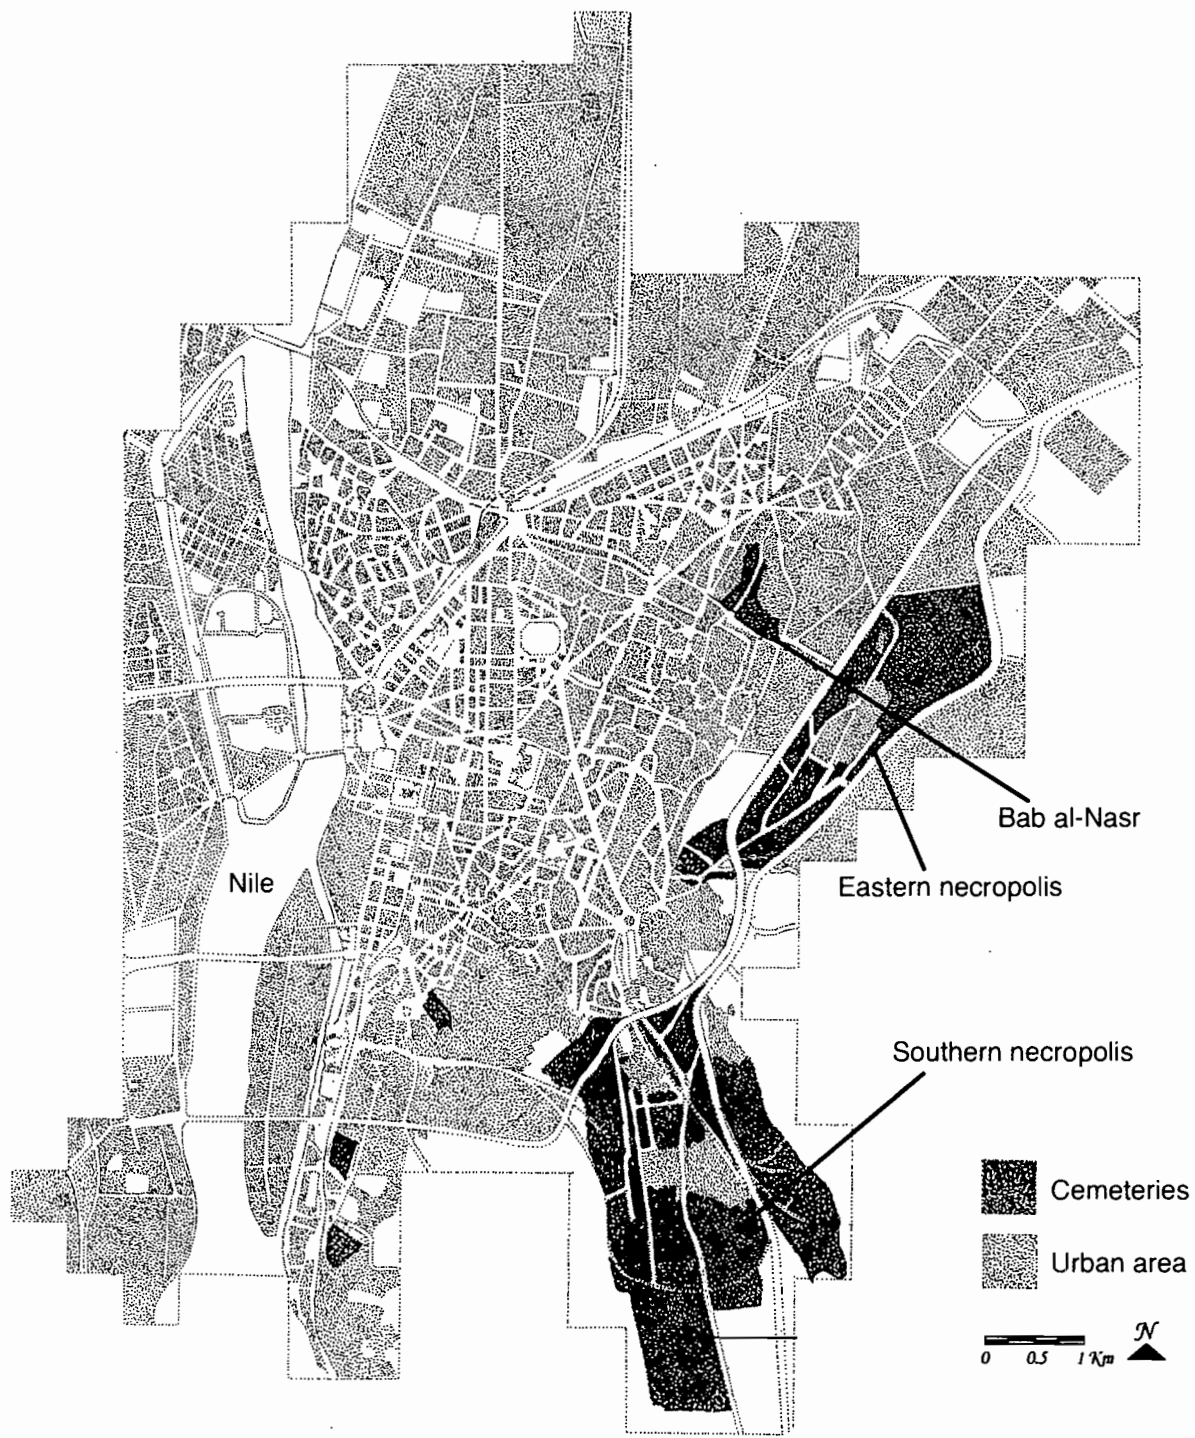 Bab al-Nasr
Eastern necropolis
Nile
Southern necropolis
Cemeteries
Urban area
N
0 0.5 1 Km